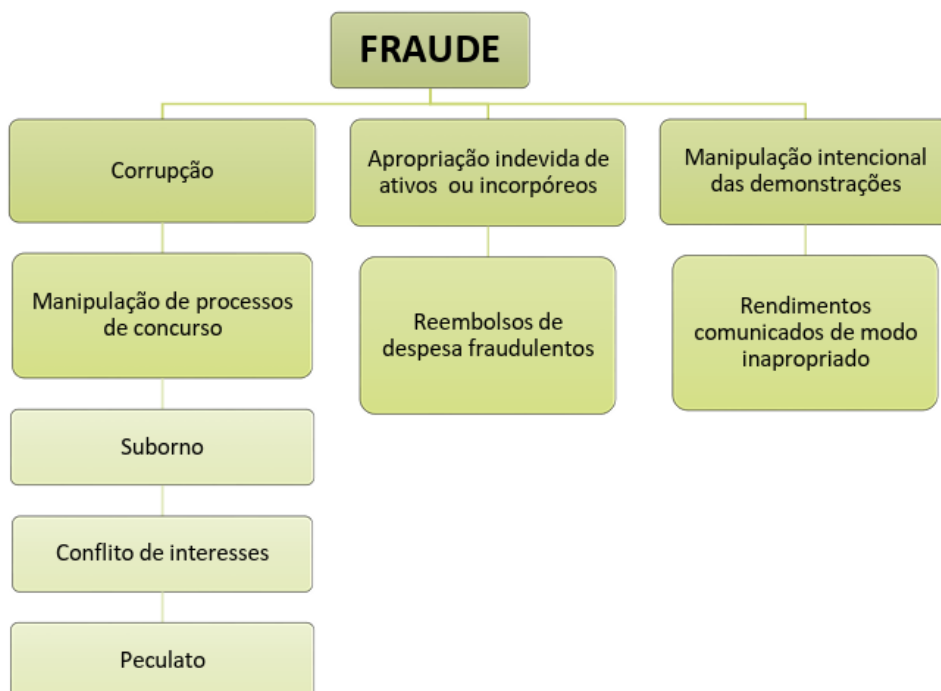 FRAUDE
Corrupção
Apropriação indevida de
ativos ou incorpóreos
Manipulação intencional
das demonstrações
Manipulação de processos
de concurso
Reembolsos de
despesa fraudulentos
Rendimentos
comunicados de modo
inapropriado
Suborno
Conflito de interesses
Peculato